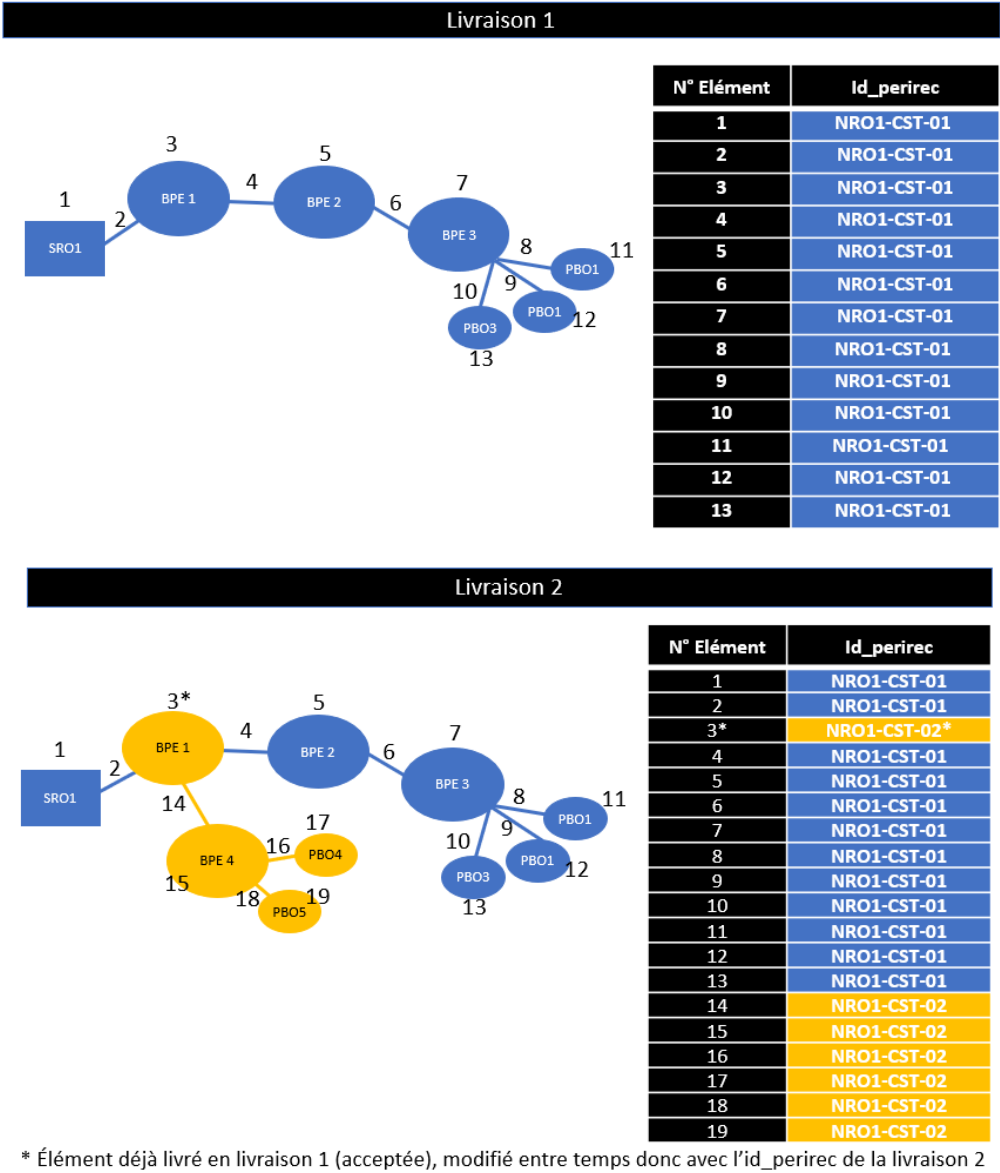 Livraison 1
3
5
7
1
2
4
6
SRO1
BPE 1
BPE 2
BPE 3
8
11
10
9
PBO1
PBO1
12
PBO3
13
N° Elément Id_perirec
1 NRO1-CST-01
2 NRO1-CST-01
3 NRO1-CST-01
4 NRO1-CST-01
5 NRO1-CST-01
6 NRO1-CST-01
7 NRO1-CST-01
8 NRO1-CST-01
9 NRO1-CST-01
10 NRO1-CST-01
11 NRO1-CST-01
12 NRO1-CST-01
13 NRO1-CST-01
Livraison 2
3*
5
7
1
2
4
6
SRO1
BPE 1
BPE 2
BPE 3
8
11
10
9
PBO1
PBO1
12
PBO3
13
14
BPE 4
15
16
17
PBO4
18
19
PBO5
N° Elément Id_perirec
1 NRO1-CST-01
2 NRO1-CST-01
3* NRO1-CST-02*
4 NRO1-CST-01
5 NRO1-CST-01
6 NRO1-CST-01
7 NRO1-CST-01
8 NRO1-CST-01
9 NRO1-CST-01
10 NRO1-CST-01
11 NRO1-CST-01
12 NRO1-CST-01
13 NRO1-CST-01
14 NRO1-CST-02
15 NRO1-CST-02
16 NRO1-CST-02
17 NRO1-CST-02
18 NRO1-CST-02
19 NRO1-CST-02
* Élément déjà livré en livraison 1 (acceptée), modifié entre temps donc avec l’id_perirec de la livraison 2